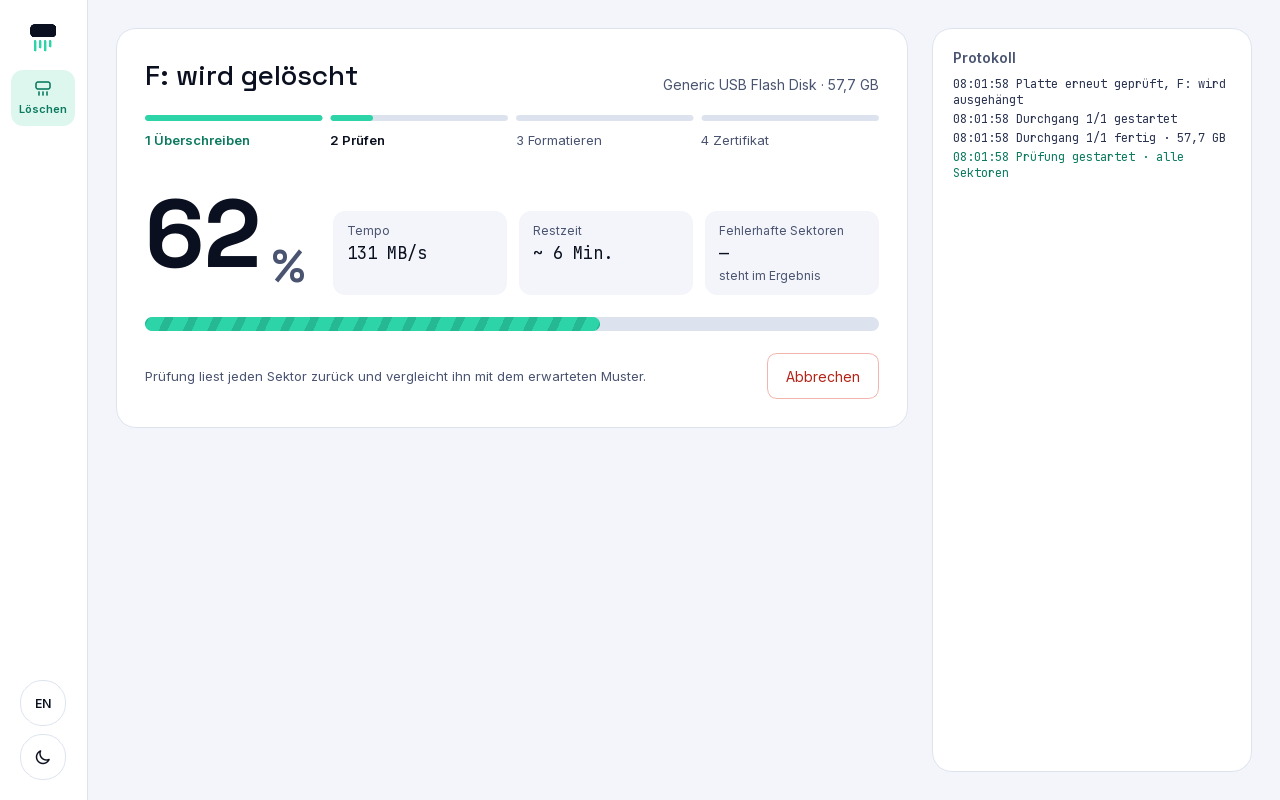 Löschen
EN
F: wird gelöscht
Generic USB Flash Disk · 57,7 GB
1 Überschreiben
2 Prüfen
3 Formatieren
4 Zertifikat
62 %
Tempo
131 MB/s
Restzeit
~ 6 Min.
Fehlerhafte Sektoren
—
steht im Ergebnis
Prüfung liest jeden Sektor zurück und vergleicht ihn mit dem erwarteten Muster.
Abbrechen
Protokoll
08:01:58 Platte erneut geprüft, F: wird
ausgehängt
08:01:58 Durchgang 1/1 gestartet
08:01:58 Durchgang 1/1 fertig · 57,7 GB
08:01:58 Prüfung gestartet · alle
Sektoren